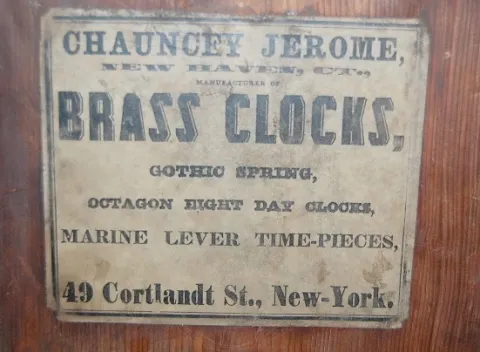 CHAUNCEY JEROME,
NEW HAVEN, CT.,
MANUFACTURER OF
BRASS CLOCKS,
GOTHIC SPRING,
OCTAGON EIGHT DAY CLOCKS,
MARINE LEVER TIME-PIECES,
49 Cortlandt St., New-York.